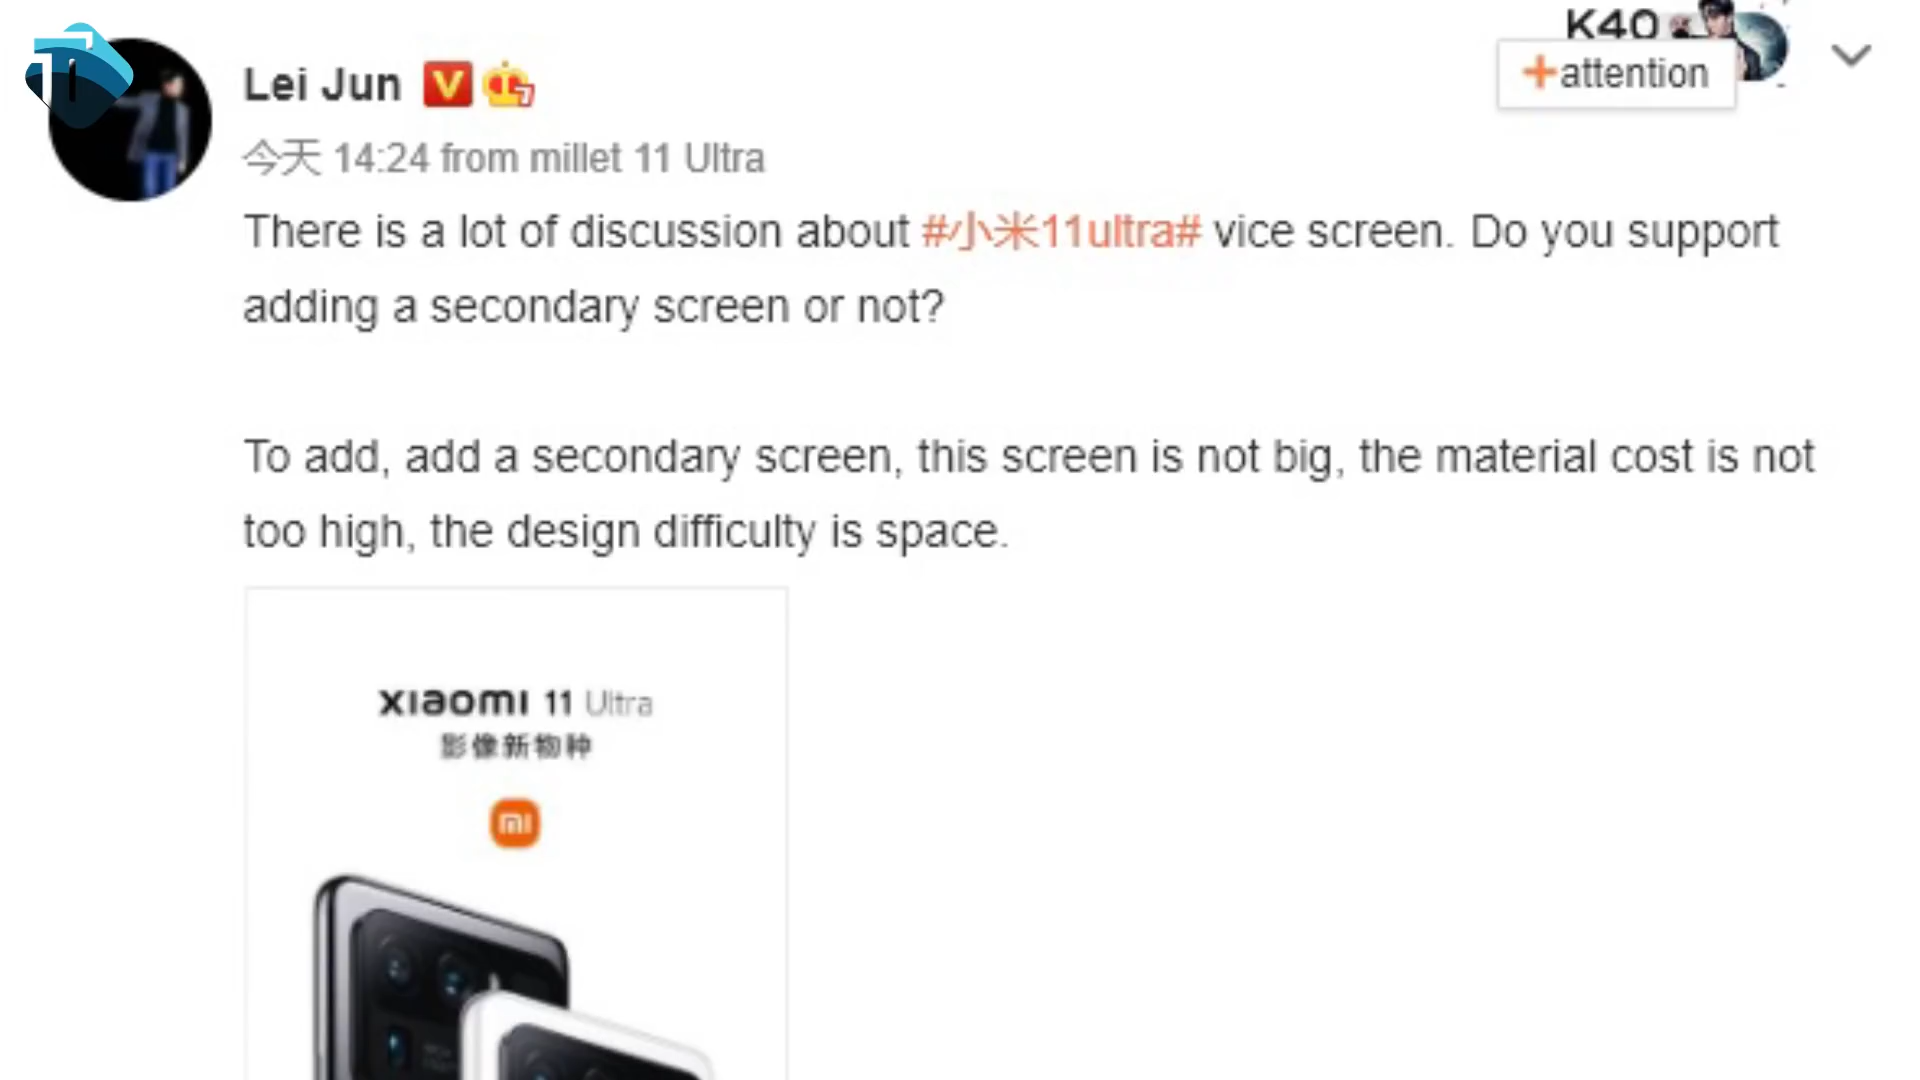 K40
Lei Jun V 7
+attention
今天 14:24 from millet 11 Ultra
There is a lot of discussion about #小米11ultra# vice screen. Do you support
adding a secondary screen or not?
To add, add a secondary screen, this screen is not big, the material cost is not
too high, the design difficulty is space.
xiaomi 11 Ultra
影像新物种
mi